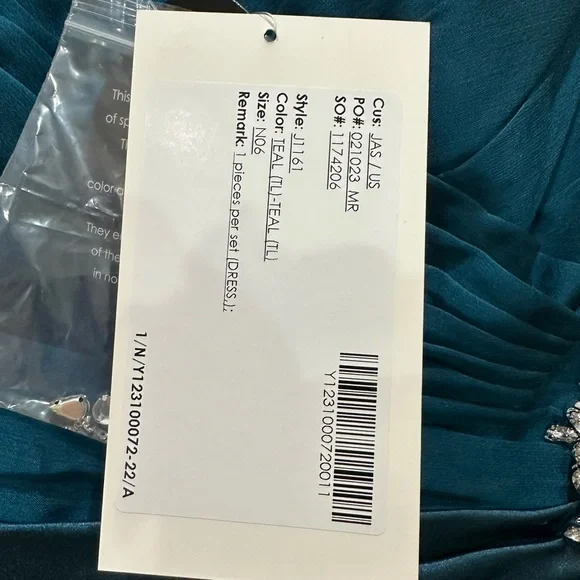 Cus: JAS / US
PO#: 021023 MR
SO#: 1174206
Style: J1161
Color: TEAL (TL)-TEAL (TL)
Size: N06
Remark: 1 pieces per set (DRESS,);
Y1231000720011
1/N/Y123100072-22/A
This
of sp
color
They e
of the
in no